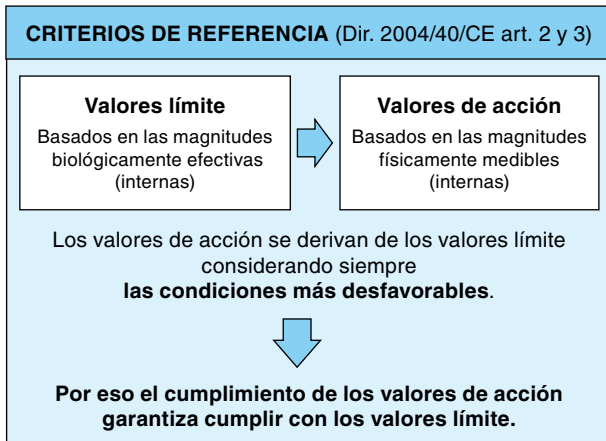 CRITERIOS DE REFERENCIA (Dir. 2004/40/CE art. 2 y 3)
Valores límite
Basados en las magnitudes
biológicamente efectivas
(internas)
Valores de acción
Basados en las magnitudes
físicamente medibles
(internas)
Los valores de acción se derivan de los valores límite
considerando siempre
las condiciones más desfavorables.
Por eso el cumplimiento de los valores de acción
garantiza cumplir con los valores límite.